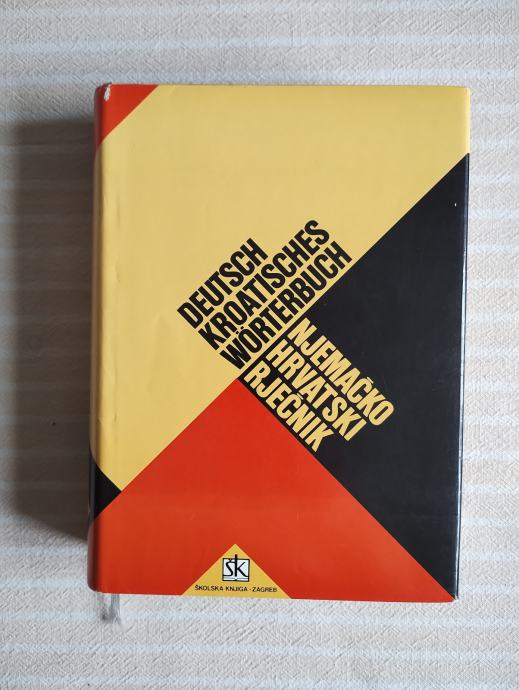 DEUTSCH
KROATISCHES
WÖRTERBUCH
NJEMAČKO
HRVATSKI
RJEČNIK
ŠK
ŠKOLSKA KNJIGA - ZAGREB